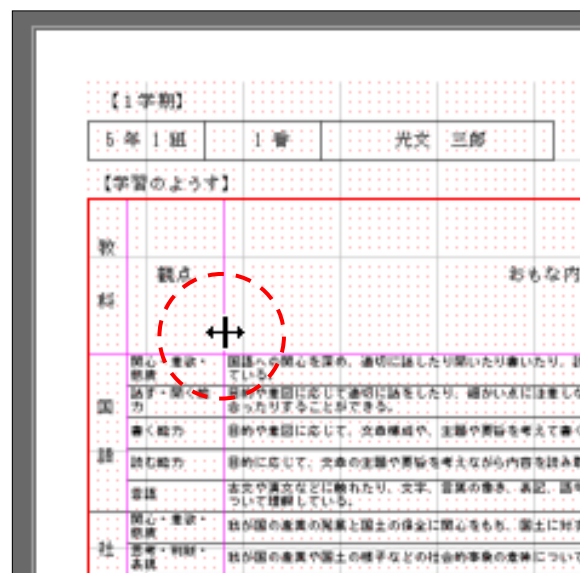 【1学期】
5年1組 1番 光文 三郎
【学習のようす】
教科 観点 おもな内
国語
関心・意欲・態度 国語への関心を深め、適切に話したり聞いたり書いたり、
ている。
話す・聞く能力 目的や意図に応じて適切に話をしたり、細かい点に注意し
合ったりすることができる。
書く能力 目的や意図に応じて、文章構成や、主題や要旨を考えて書く
読む能力 目的に応じて、文章の主題や要旨を考えながら内容を読み
言語 古文や漢文などに触れたり、文字、言葉の働き、表記、語
ついて理解している。
社
関心・意欲・態度 我が国の産業の発展と国土の保全に関心をもち、国土に対
思考・判断・表現 我が国の産業や国土の様子などの社会的事象の意味につい